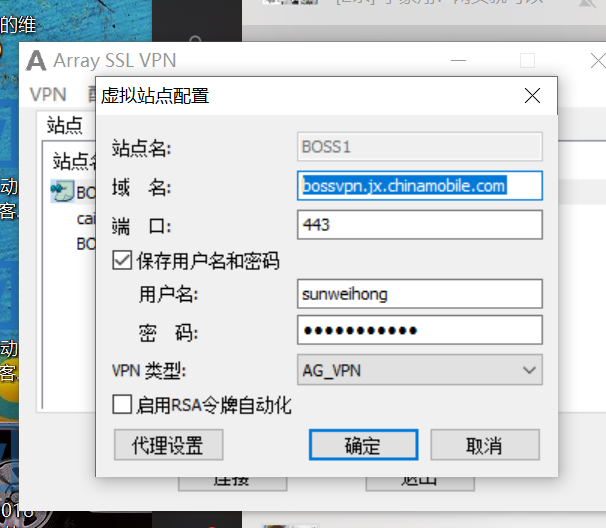 的维
Array SSL VPN
VPN
虚拟站点配置
站点
站点名:
BOSS1
站点名
域 名:
bossvpn.jx.chinamobile.com
动
BO
客
cai
端 口:
443
BO
保存用户名和密码
用户名:
sunweihong
密 码:
●●●●●●●●●●●
动
客
VPN 类型:
AG_VPN
启用RSA令牌自动化
代理设置
确定
取消
连接
退出
018